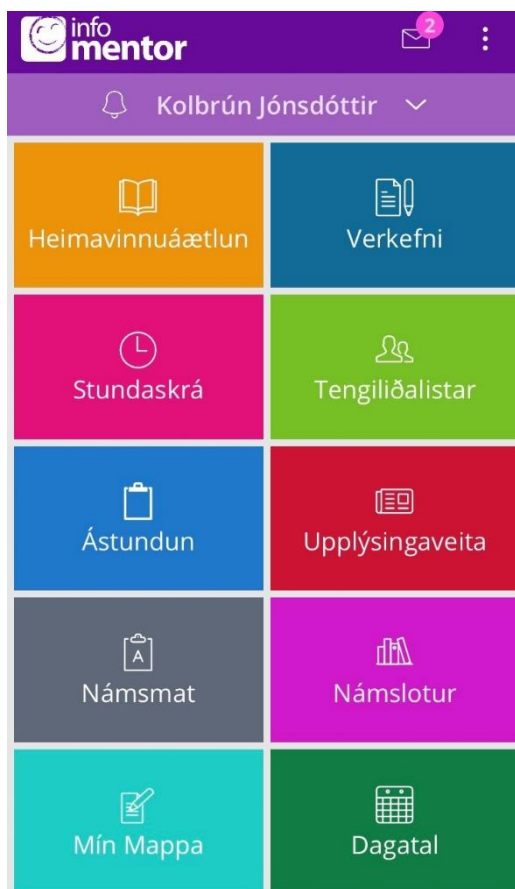 info
mentor
2
Kolbrún Jónsdóttir
Heimavinnuáætlun
Verkefni
Stundaskrá
Tengiliðalistar
Ástundun
Upplýsingaveita
A
Námsmat
Námslotur
Mín Mappa
Dagatal